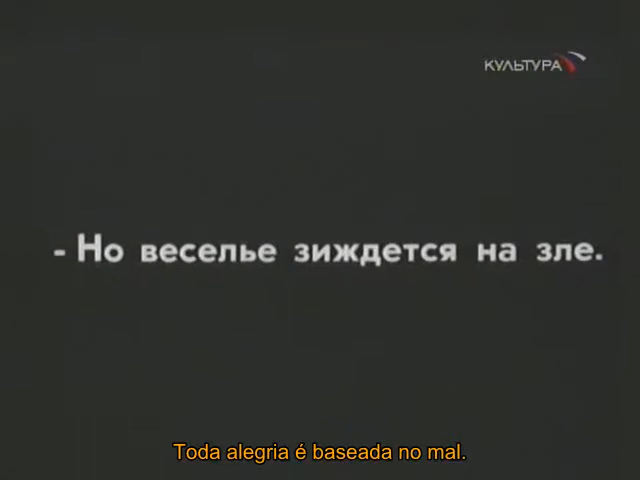 КУЛЬТУРА
- Но веселье зиждется на зле.
Toda alegria é baseada no mal.